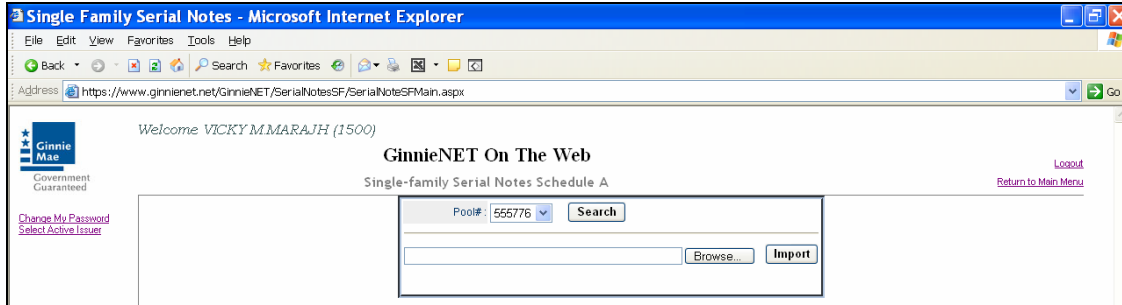 Single Family Serial Notes - Microsoft Internet Explorer
File Edit View Favorites Tools Help
Back Search Favorites
Address https://www.ginnienet.net/GinnieNET/SerialNotesSF/SerialNoteSFMain.aspx Go
Welcome VICKY M.MARAJH (1500)
Ginnie
Mae
Government
Guaranteed
GinnieNET On The Web
Logout
Single-family Serial Notes Schedule A
Return to Main Menu
Change My Password
Select Active Issuer
Pool# : 555776 Search
Browse... Import